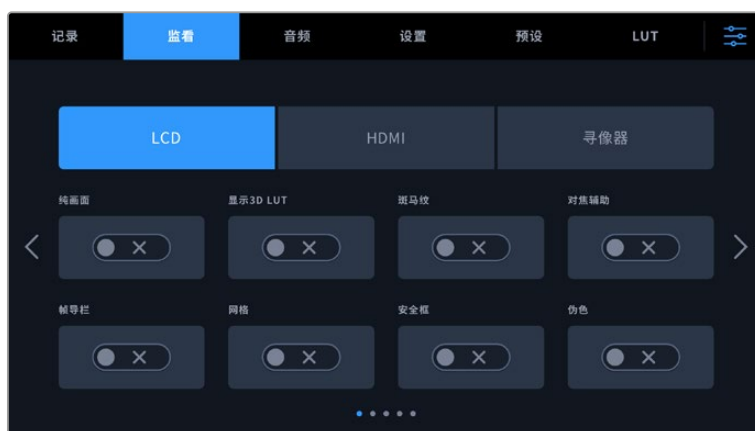 记录 监看 音频 设置 预设 LUT
LCD HDMI 寻像器
纯画面 显示3D LUT 斑马纹 对焦辅助
帧导栏 网格 安全框 伪色